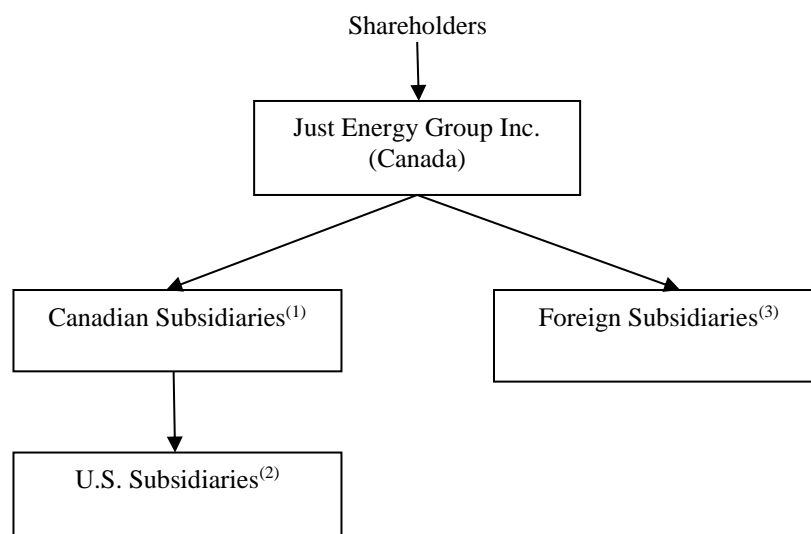 Shareholders
Just Energy Group Inc.
(Canada)
Canadian Subsidiaries(1)
Foreign Subsidiaries(3)
U.S. Subsidiaries(2)